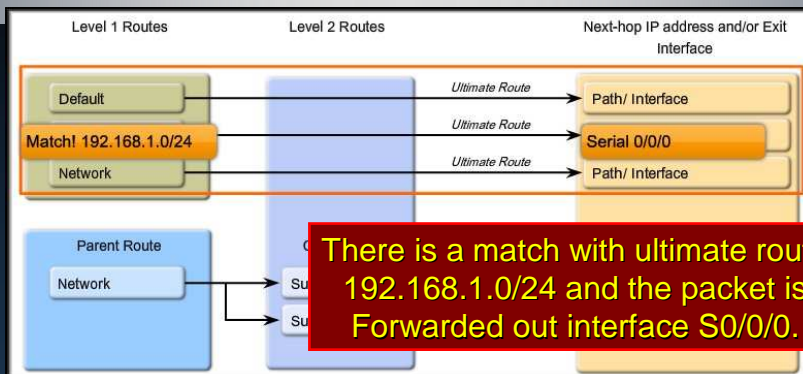 Level 1 Routes
Level 2 Routes
Next-hop IP address and/or Exit
Interface
Default
Ultimate Route
Path/ Interface
Match! 192.168.1.0/24
Ultimate Route
Serial 0/0/0
Network
Ultimate Route
Path/ Interface
Parent Route
Network
There is a match with ultimate rout
192.168.1.0/24 and the packet is
Forwarded out interface S0/0/0.